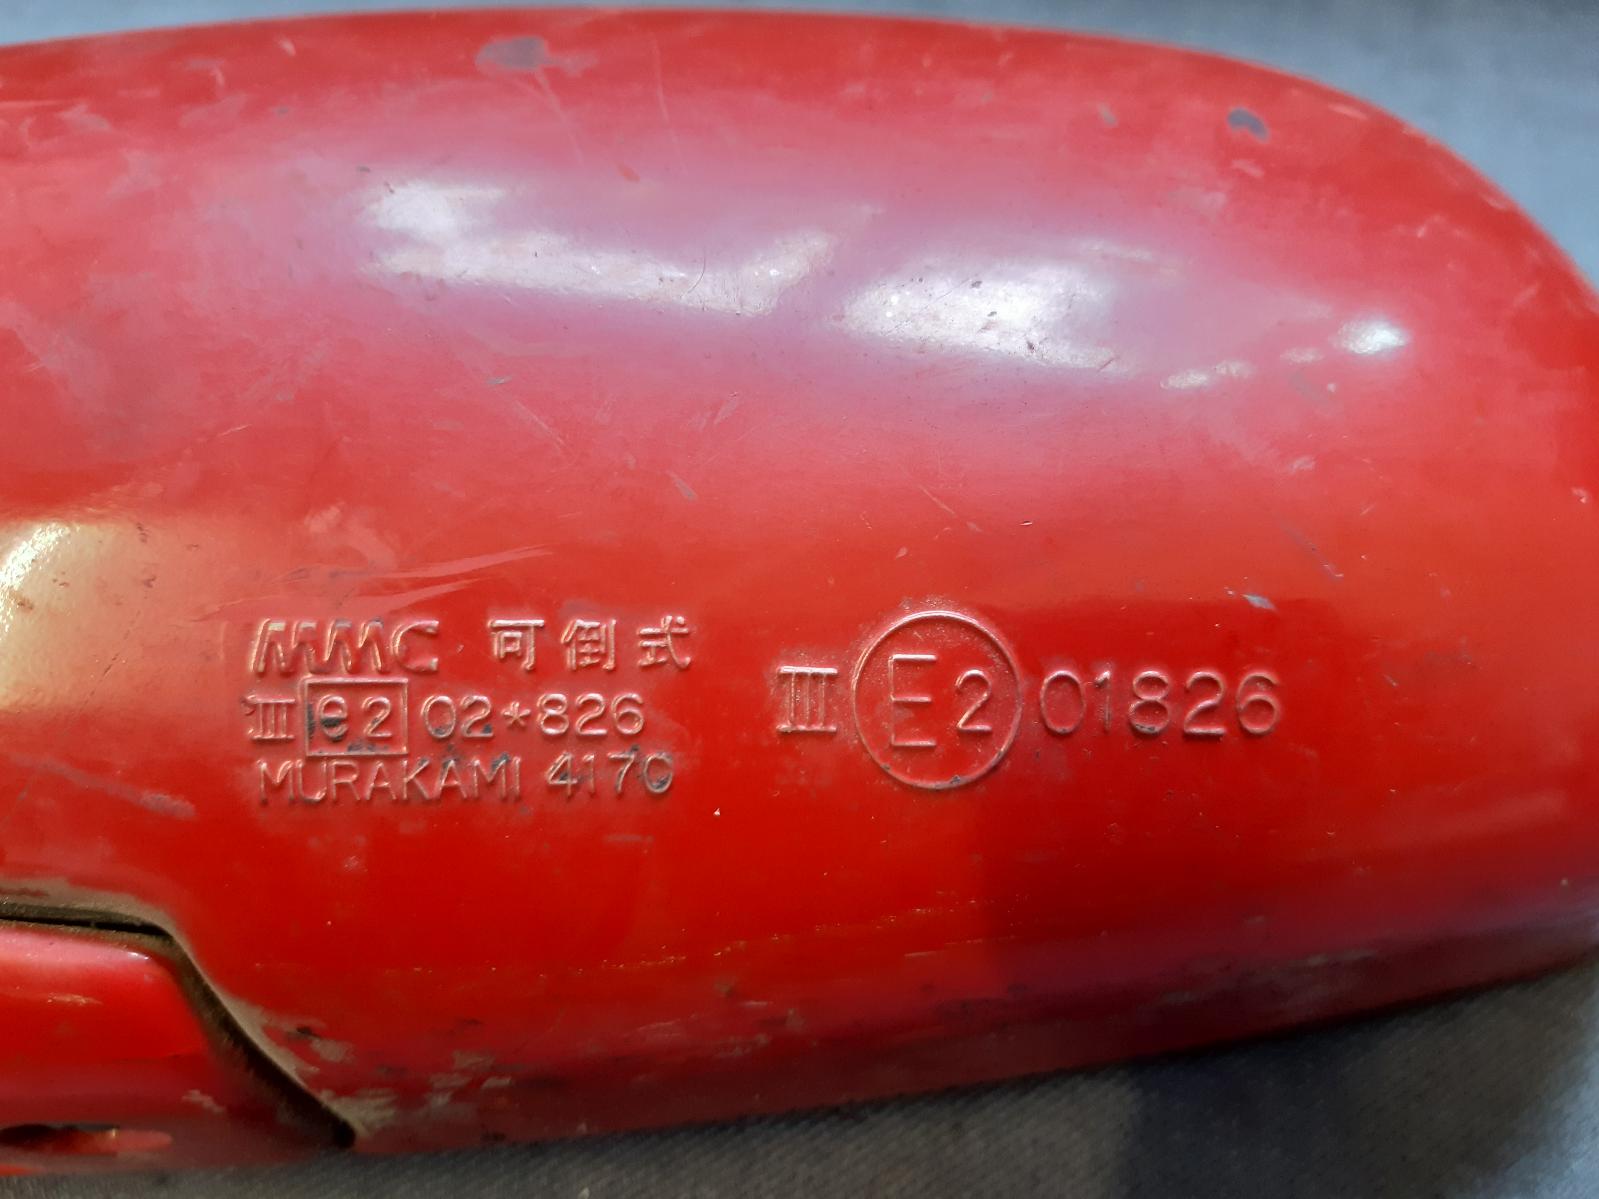 MMC 可倒式
III e2 02*826
MURAKAMI 4170
III E2 01826